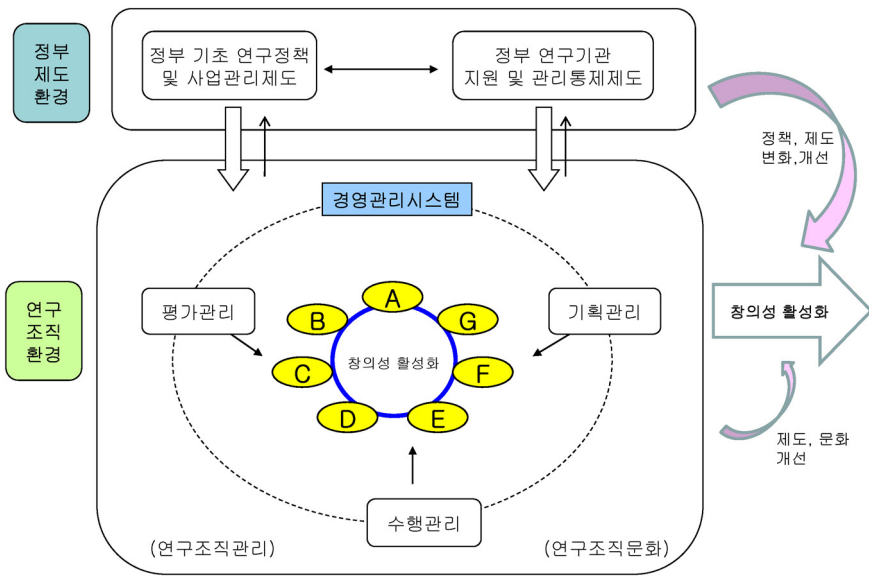 정부
제도
환경
정부 기초 연구정책
및 사업관리제도
정부 연구기관
지원 및 관리통제제도
정책, 제도
변화,개선
경영관리시스템
연구
조직
환경
평가관리
기획관리
A
B
G
C
F
D
E
창의성 활성화
창의성 활성화
제도, 문화
개선
수행관리
(연구조직관리)
(연구조직문화)